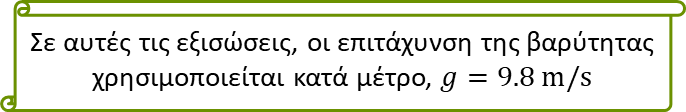 Σε αυτές τις εξισώσεις, οι επιτάχυνση της βαρύτητας
χρησιμοποιείται κατά μέτρο, g = 9.8 m/s